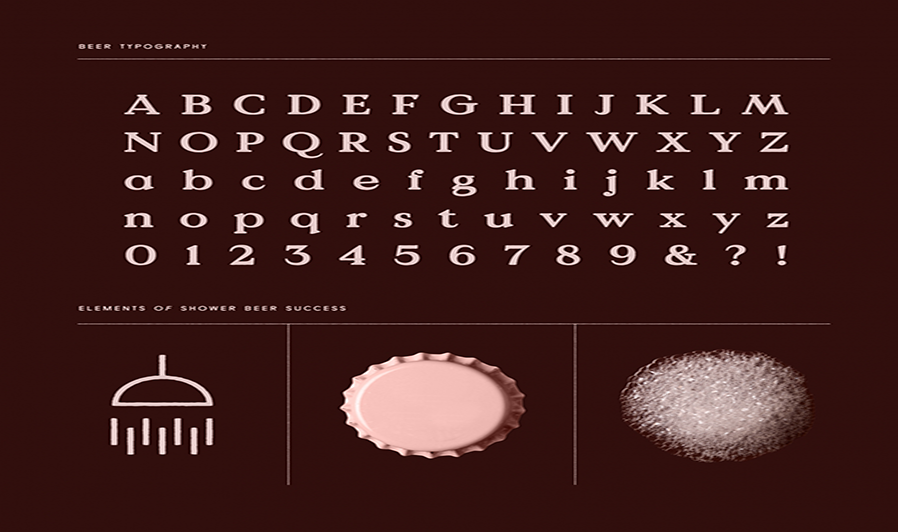 BEER TYPOGRAPHY
A B C D E F G H I J K L M
N O P Q R S T U V W X Y Z
a b c d e f g h i j k l m
n o p q r s t u v w x y z
0 1 2 3 4 5 6 7 8 9 & ? !
ELEMENTS OF SHOWER BEER SUCCESS